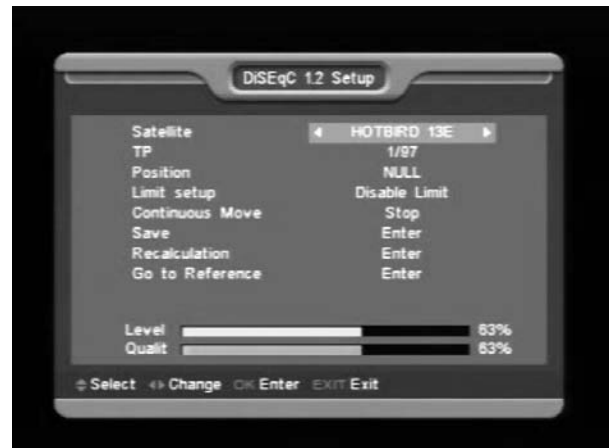 DiSEqC 1.2 Setup
Satellite HOTBIRD 13E
TP 1/97
Position NULL
Limit setup Disable Limit
Continuous Move Stop
Save Enter
Recalculation Enter
Go to Reference Enter
Level 63%
Qualit 63%
Select Change OK Enter EXIT Exit